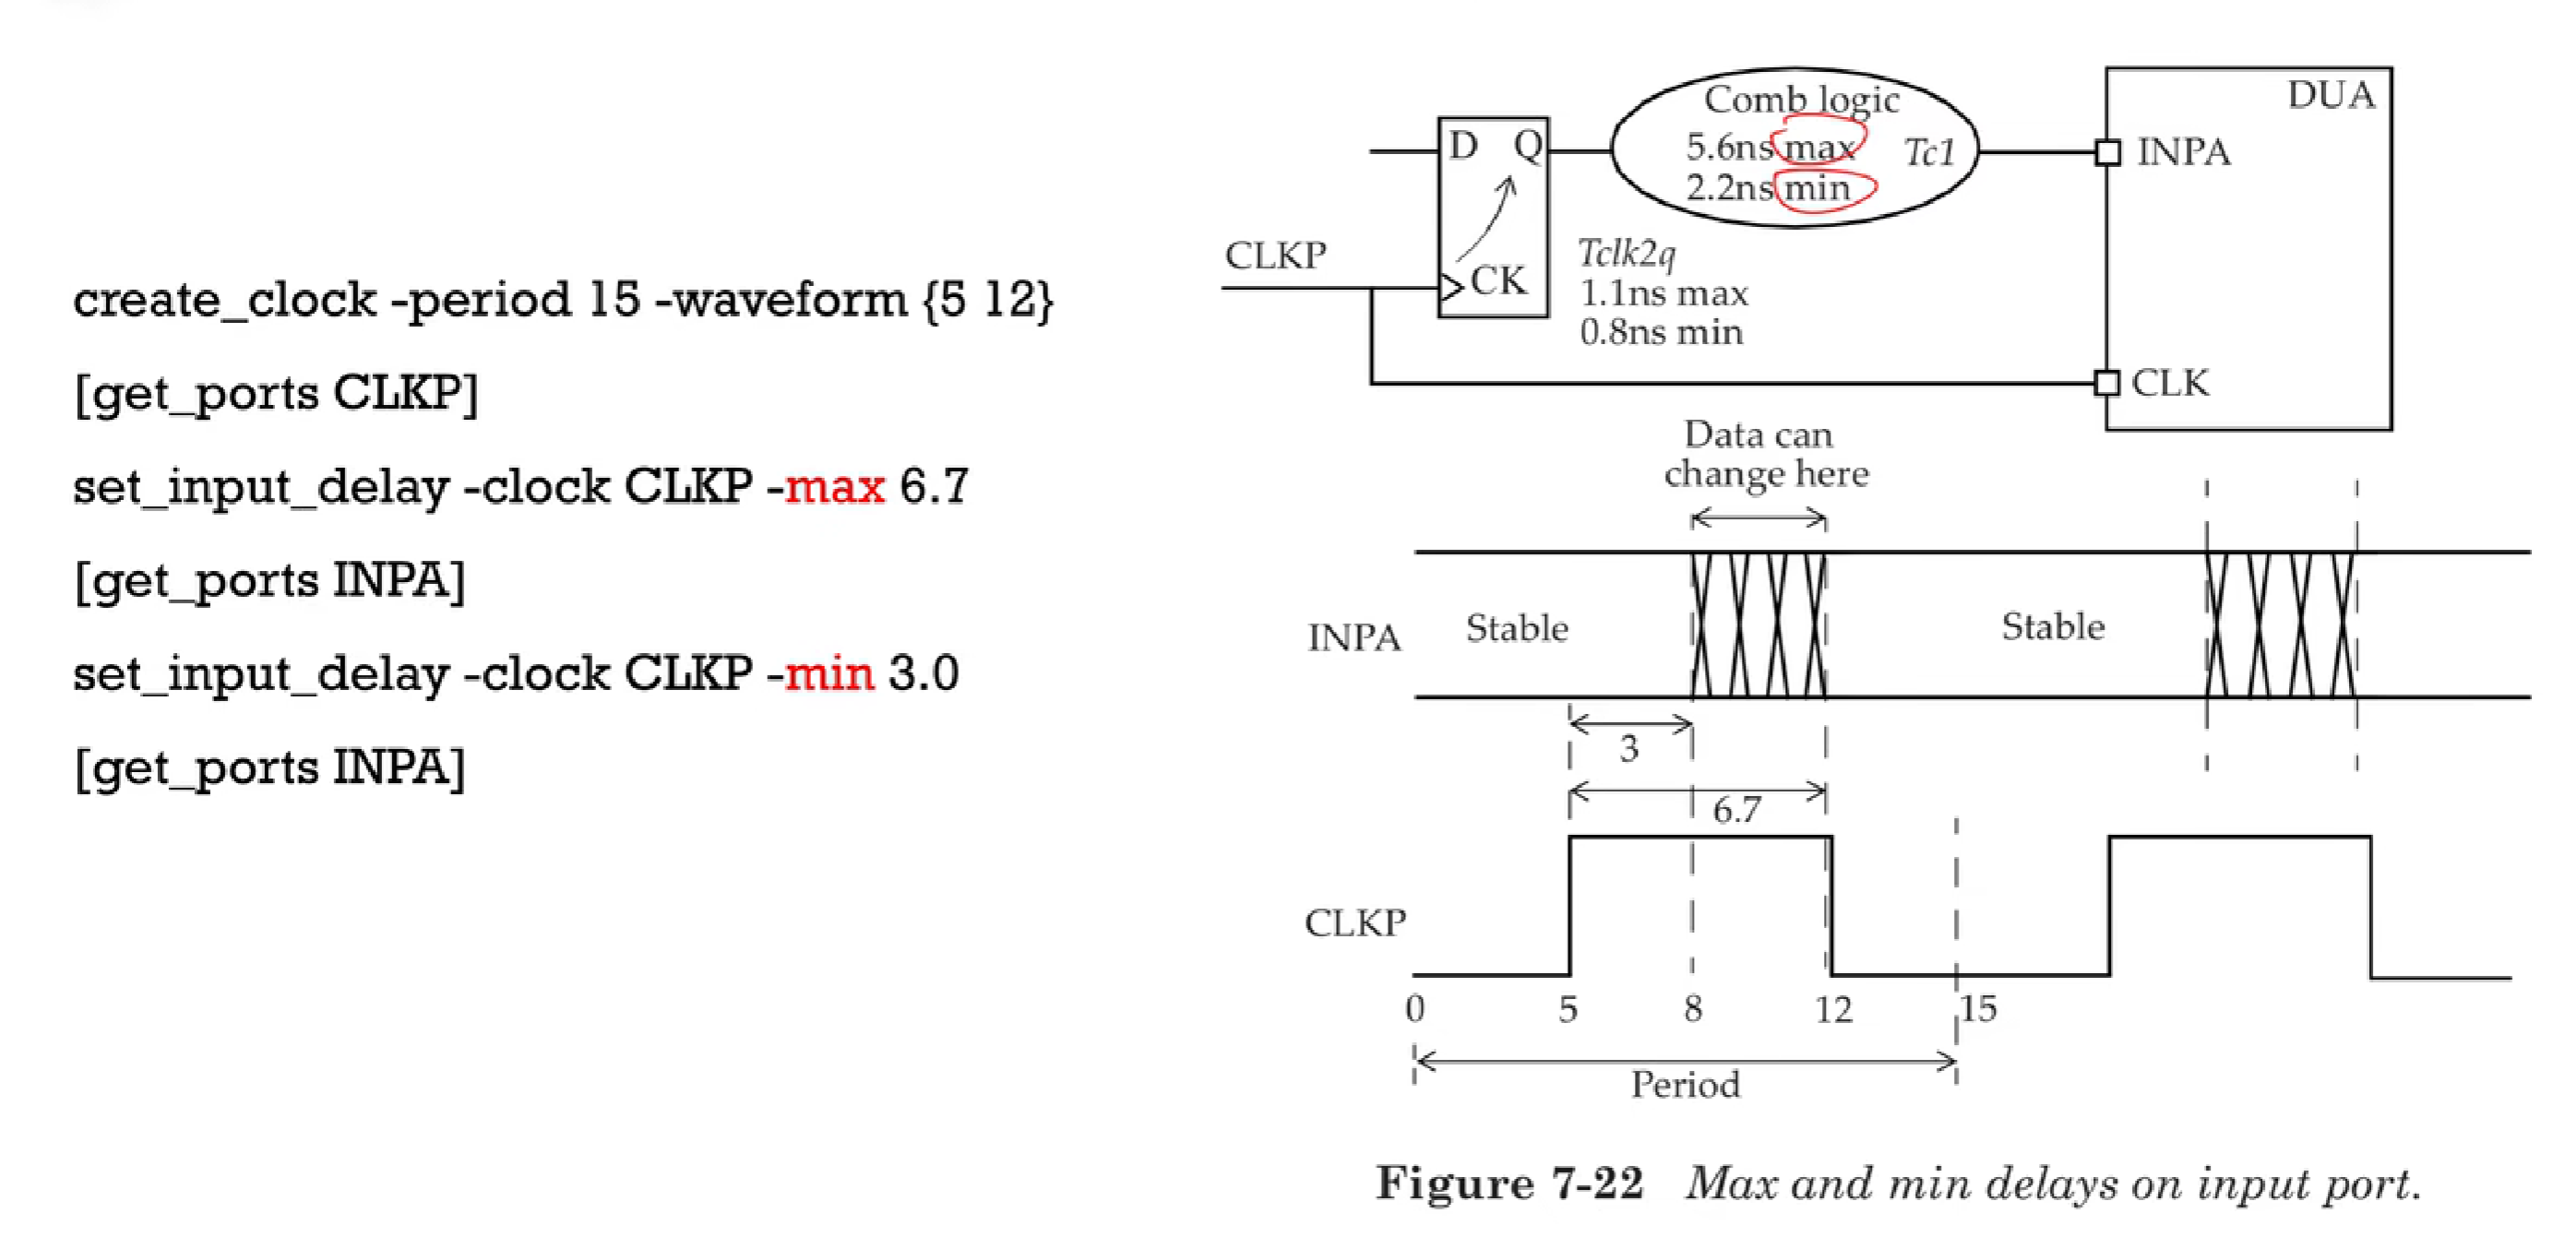 create_clock -period 15 -waveform {5 12}
[get_ports CLKP]
set_input_delay -clock CLKP -max 6.7
[get_ports INPA]
set_input_delay -clock CLKP -min 3.0
[get_ports INPA]
DUA
Comb logic
5.6ns max
2.2ns min
Tc1
D Q
INPA
CLKP
CK
Tclk2q
1.1ns max
0.8ns min
CLK
Data can
change here
INPA
Stable
Stable
3
6.7
CLKP
0 5 8 12 15
Period
Figure 7-22 Max and min delays on input port.